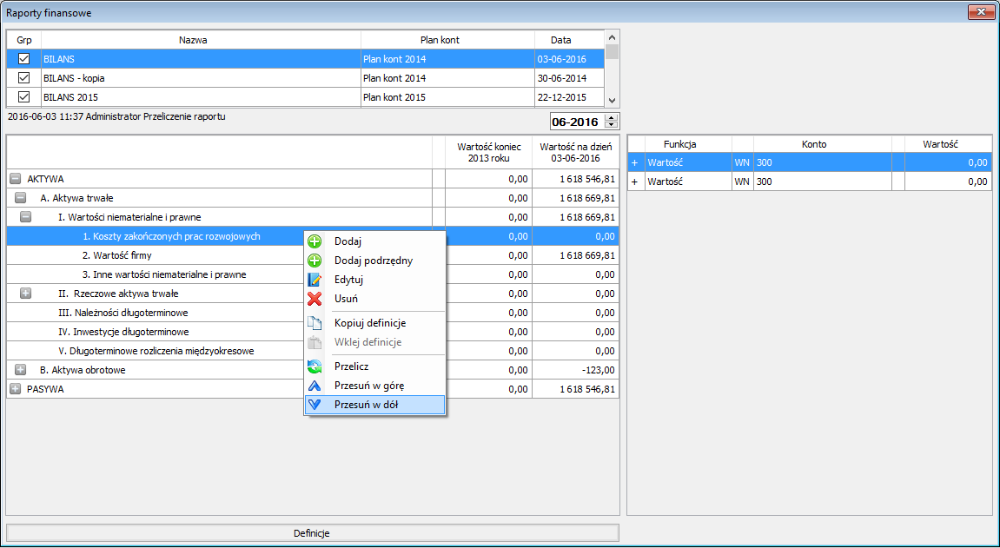 Raporty finansowe
Grp Nazwa Plan kont Data
BILANS Plan kont 2014 03-06-2016
BILANS - kopia Plan kont 2014 30-06-2014
BILANS 2015 Plan kont 2015 22-12-2015
2016-06-03 11:37 Administrator Przeliczenie raportu
06-2016
Wartość koniec 2013 roku Wartość na dzień 03-06-2016
AKTYWA 0,00 1 618 546,81
A. Aktywa trwałe 0,00 1 618 669,81
I. Wartości niematerialne i prawne 0,00 1 618 669,81
1. Koszty zakończonych prac rozwojowych 0,00 0,00
2. Wartość firmy 0,00 1 618 669,81
3. Inne wartości niematerialne i prawne 0,00 0,00
II. Rzeczowe aktywa trwałe 0,00 0,00
III. Należności długoterminowe 0,00 0,00
IV. Inwestycje długoterminowe 0,00 0,00
V. Długoterminowe rozliczenia międzyokresowe 0,00 0,00
B. Aktywa obrotowe 0,00 -123,00
PASYWA 0,00 1 618 546,81
Dodaj
Dodaj podrzędny
Edytuj
Usuń
Kopiuj definicje
Wklej definicje
Przelicz
Przesuń w górę
Przesuń w dół
Funkcja Konto Wartość
+ Wartość WN 300 0,00
+ Wartość WN 300 0,00
Definicje